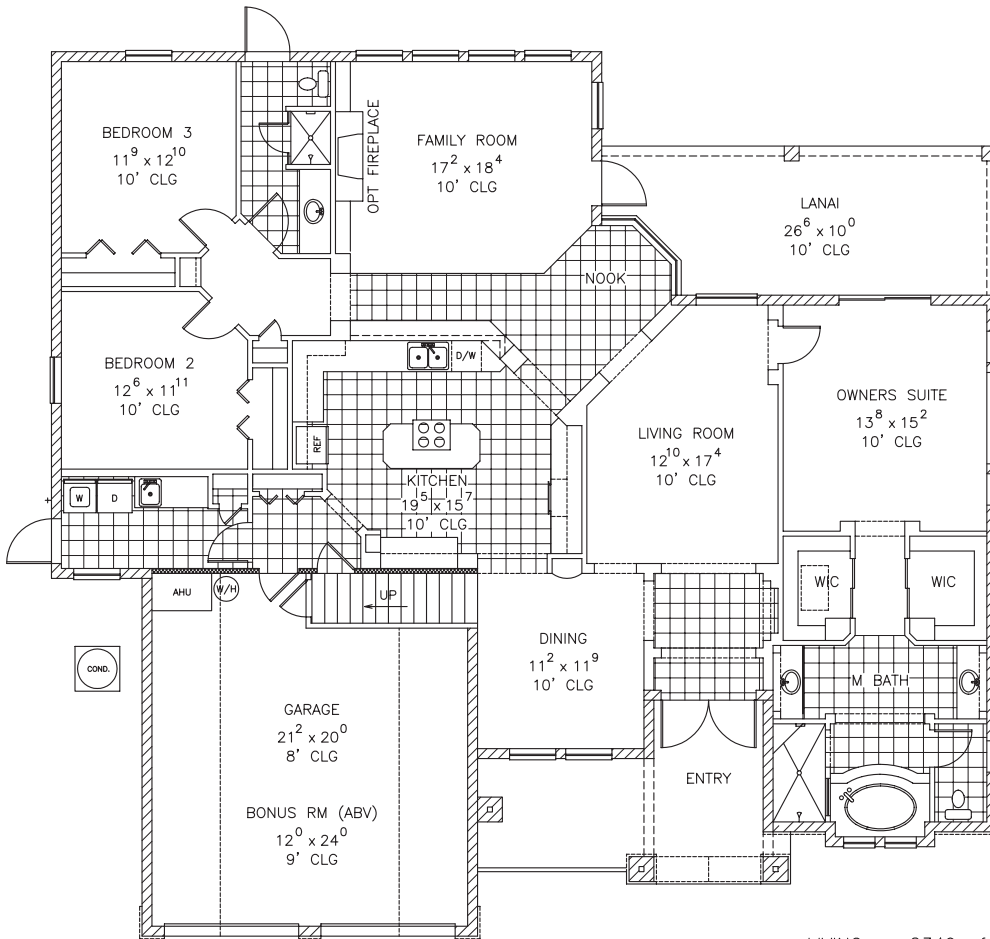 BEDROOM 3
11⁹ x 12¹⁰
10' CLG
OPT FIREPLACE
FAMILY ROOM
17² x 18⁴
10' CLG
LANAI
26⁶ x 10⁰
10' CLG
NOOK
BEDROOM 2
12⁶ x 11¹¹
10' CLG
D/W
REF
KITCHEN
19⁵ x 15⁷
10' CLG
LIVING ROOM
12¹⁰ x 17⁴
10' CLG
OWNERS SUITE
13⁸ x 15²
10' CLG
W
D
AHU
W/H
UP
WIC
WIC
COND.
DINING
11² x 11⁹
10' CLG
M BATH
GARAGE
21² x 20⁰
8' CLG
ENTRY
BONUS RM (ABV)
12⁰ x 24⁰
9' CLG